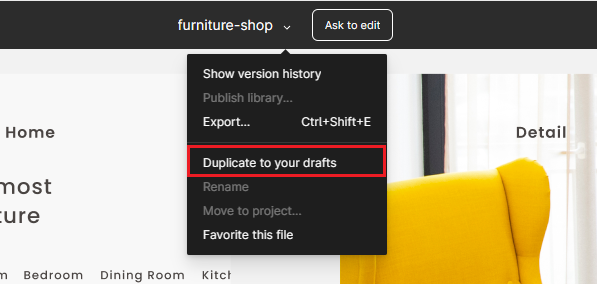 furniture-shop
Ask to edit
Show version history
Publish library...
Export... Ctrl+Shift+E
Duplicate to your drafts
Rename
Move to project...
Favorite this file
Home
Detail
most
ture
Bedroom Dining Room Kitch